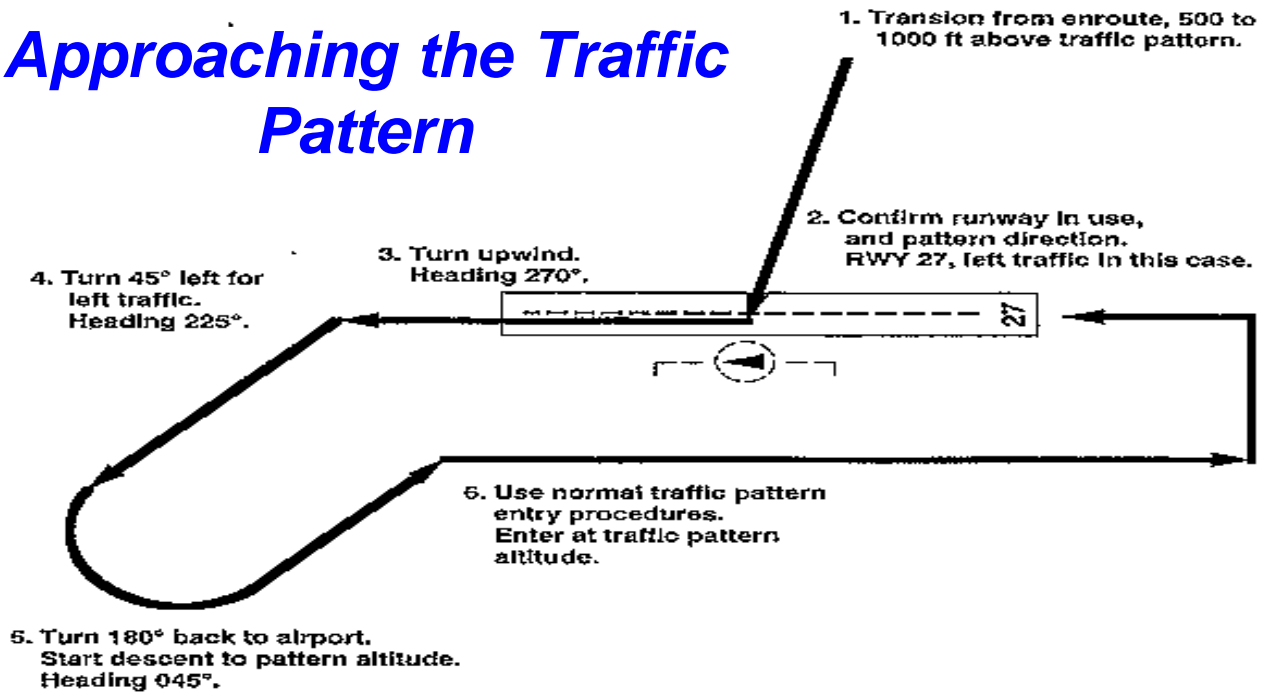 Approaching the Traffic
Pattern
1. Transion from enroute, 500 to
1000 ft above traffic pattern.
2. Confirm runway in use,
and pattern direction.
RWY 27, left traffic in this case.
3. Turn upwind.
Heading 270°.
4. Turn 45° left for
left traffic.
Heading 225°.
27
6. Use normal traffic pattern
entry procedures.
Enter at traffic pattern
altitude.
5. Turn 180° back to airport.
Start descent to pattern altitude.
Heading 045°.